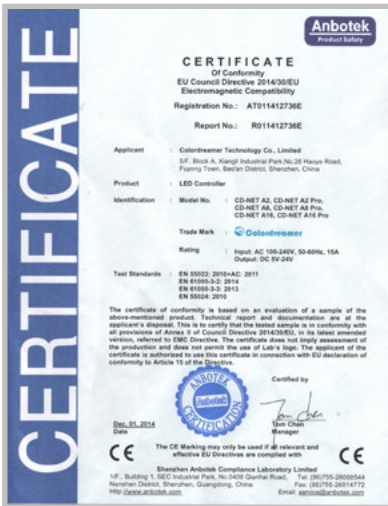 CERTIFICATE
Anbotek
Product Safety
CERTIFICATE
Of Conformity
EU Council Directive 2014/30/EU
Electromagnetic Compatibility
Registration No.: AT011412736E
Report No.: R011412736E
Applicant : Colordreamer Technology Co., Limited
5/F, Block A, Kiangli Industrial Park,No.26 Haoye Road,
Fuyong Town, Bao'an District, Shenzhen, China
Product : LED Controller
Identification : Model No. : CD-NET A2, CD-NET A2 Pro,
CD-NET A8, CD-NET A8 Pro,
CD-NET A16, CD-NET A16 Pro
Trade Mark : Colordreamer
Rating : Input: AC 100-240V, 50-60Hz, 15A
Output: DC 5V-24V
Test Standards : EN 55022: 2010+AC: 2011
EN 61000-3-2: 2014
EN 61000-3-3: 2013
EN 55024: 2010
The certificate of conformity is based on an evaluation of a sample of the
above-mentioned product. Technical report and documentation are at the
applicant's disposal. This is to certify that the tested sample is in conformity with
all provisions of Annex II of Council Directive 2014/30/EU, in its latest amended
version, referred to EMC Directive. The certificate does not imply assessment of
the production and does not permit the use of Lab's logo. The applicant of the
certificate is authorized to use this certificate in connection with EU declaration of
conformity to Article 15 of the Directive.
ANBOTEK
CERTIFICATION
Certified by
Tom Chen
Dec. 01, 2014
Date
Tom Chen
Manager
CE
The CE Marking may only be used if all relevant and
effective EU Directives are complied with
CE
Shenzhen Anbotek Compliance Laboratory Limited
1/F., Building 1, SEC Industrial Park, No.0409 Qianhai Road,
Tel: (86)755-26066544
Nanshan District, Shenzhen, Guangdong, China
Fax: (86)755-26014772
Http://www.anbotek.com
Email: service@anbotek.com